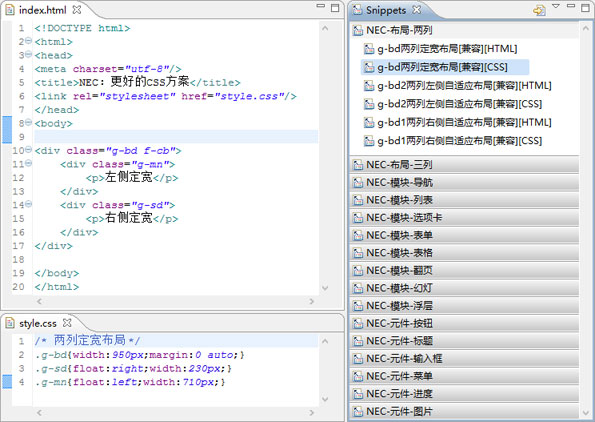 index.html
1 <!DOCTYPE html>
2 <html>
3 <head>
4 <meta charset="utf-8"/>
5 <title>NEC：更好的CSS方案</title>
6 <link rel="stylesheet" href="style.css"/>
7 </head>
8 <body>
9
10 <div class="g-bd f-cb">
11 <div class="g-mn">
12 <p>左侧定宽</p>
13 </div>
14 <div class="g-sd">
15 <p>右侧定宽</p>
16 </div>
17 </div>
18
19 </body>
20 </html>
style.css
1 /* 两列定宽布局 */
2 .g-bd{width:950px;margin:0 auto;}
3 .g-sd{float:right;width:230px;}
4 .g-mn{float:left;width:710px;}
Snippets
NEC-布局-两列
g-bd两列定宽布局[兼容][HTML]
g-bd两列定宽布局[兼容][CSS]
g-bd2两列左侧自适应布局[兼容][HTML]
g-bd2两列左侧自适应布局[兼容][CSS]
g-bd1两列右侧自适应布局[兼容][HTML]
g-bd1两列右侧自适应布局[兼容][CSS]
NEC-布局-三列
NEC-模块-导航
NEC-模块-列表
NEC-模块-选项卡
NEC-模块-表单
NEC-模块-表格
NEC-模块-翻页
NEC-模块-幻灯
NEC-模块-浮层
NEC-元件-按钮
NEC-元件-标题
NEC-元件-输入框
NEC-元件-菜单
NEC-元件-进度
NEC-元件-图片